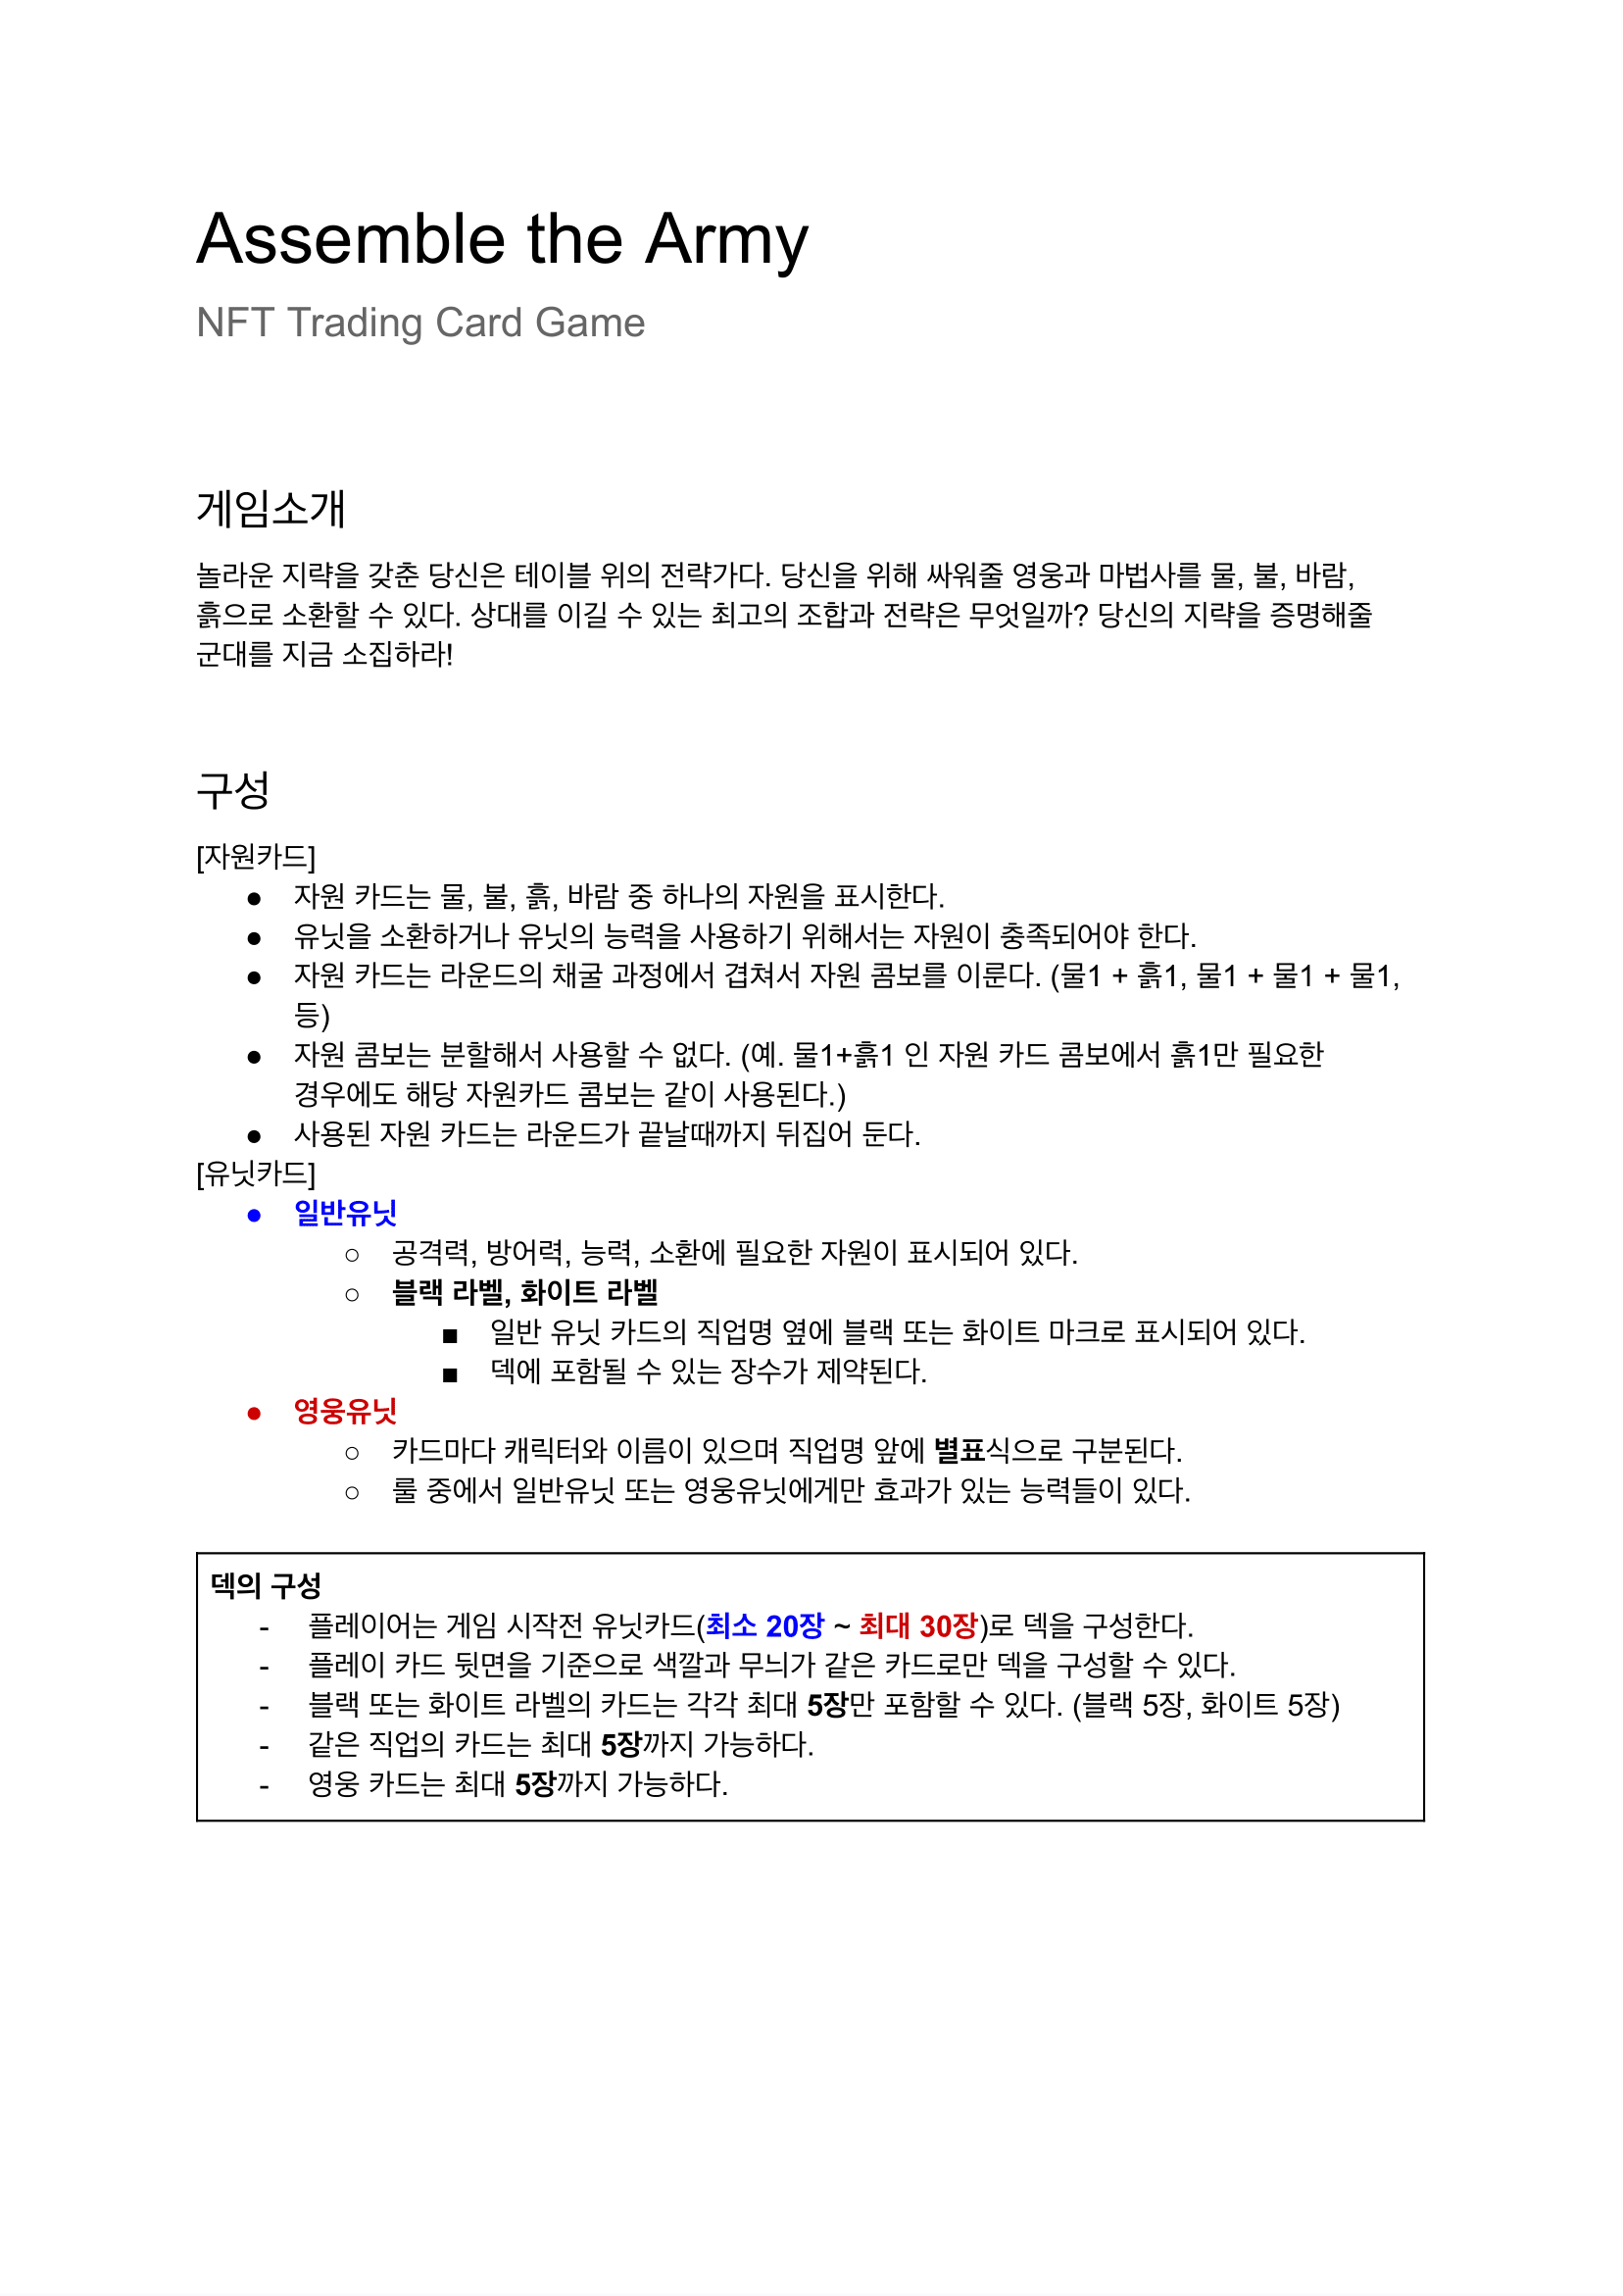 Assemble the Army
NFT Trading Card Game
게임소개
놀라운 지략을 갖춘 당신은 테이블 위의 전략가다. 당신을 위해 싸워줄 영웅과 마법사를 물, 불, 바람,
흙으로 소환할 수 있다. 상대를 이길 수 있는 최고의 조합과 전략은 무엇일까? 당신의 지략을 증명해줄
군대를 지금 소집하라!
구성
[자원카드]
● 자원 카드는 물, 불, 흙, 바람 중 하나의 자원을 표시한다.
● 유닛을 소환하거나 유닛의 능력을 사용하기 위해서는 자원이 충족되어야 한다.
● 자원 카드는 라운드의 채굴 과정에서 겹쳐서 자원 콤보를 이룬다. (물1 + 흙1, 물1 + 물1 + 물1,
등)
● 자원 콤보는 분할해서 사용할 수 없다. (예. 물1+흙1 인 자원 카드 콤보에서 흙1만 필요한
경우에도 해당 자원카드 콤보는 같이 사용된다.)
● 사용된 자원 카드는 라운드가 끝날때까지 뒤집어 둔다.
[유닛카드]
● 일반유닛
○ 공격력, 방어력, 능력, 소환에 필요한 자원이 표시되어 있다.
○ 블랙 라벨, 화이트 라벨
■ 일반 유닛 카드의 직업명 옆에 블랙 또는 화이트 마크로 표시되어 있다.
■ 덱에 포함될 수 있는 장수가 제약된다.
● 영웅유닛
○ 카드마다 캐릭터와 이름이 있으며 직업명 앞에 별표식으로 구분된다.
○ 룰 중에서 일반유닛 또는 영웅유닛에게만 효과가 있는 능력들이 있다.
덱의 구성
- 플레이어는 게임 시작전 유닛카드(최소 20장 ~ 최대 30장)로 덱을 구성한다.
- 플레이 카드 뒷면을 기준으로 색깔과 무늬가 같은 카드로만 덱을 구성할 수 있다.
- 블랙 또는 화이트 라벨의 카드는 각각 최대 5장만 포함할 수 있다. (블랙 5장, 화이트 5장)
- 같은 직업의 카드는 최대 5장까지 가능하다.
- 영웅 카드는 최대 5장까지 가능하다.